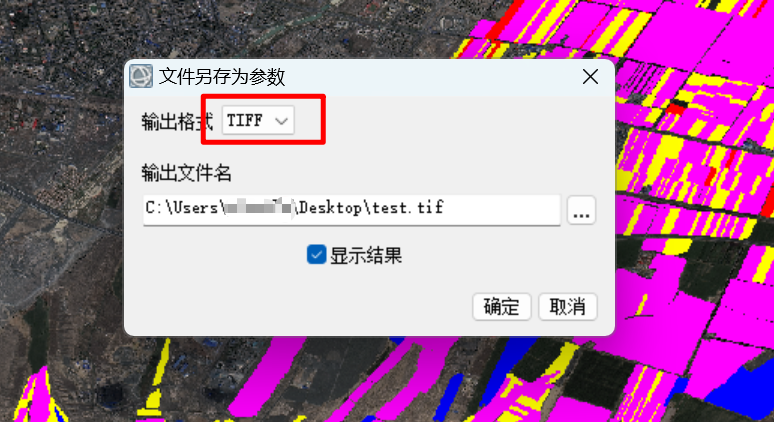 文件另存为参数
输出格式 TIFF
输出文件名
C:\Users\ \Desktop\test.tif
...
显示结果
确定 取消